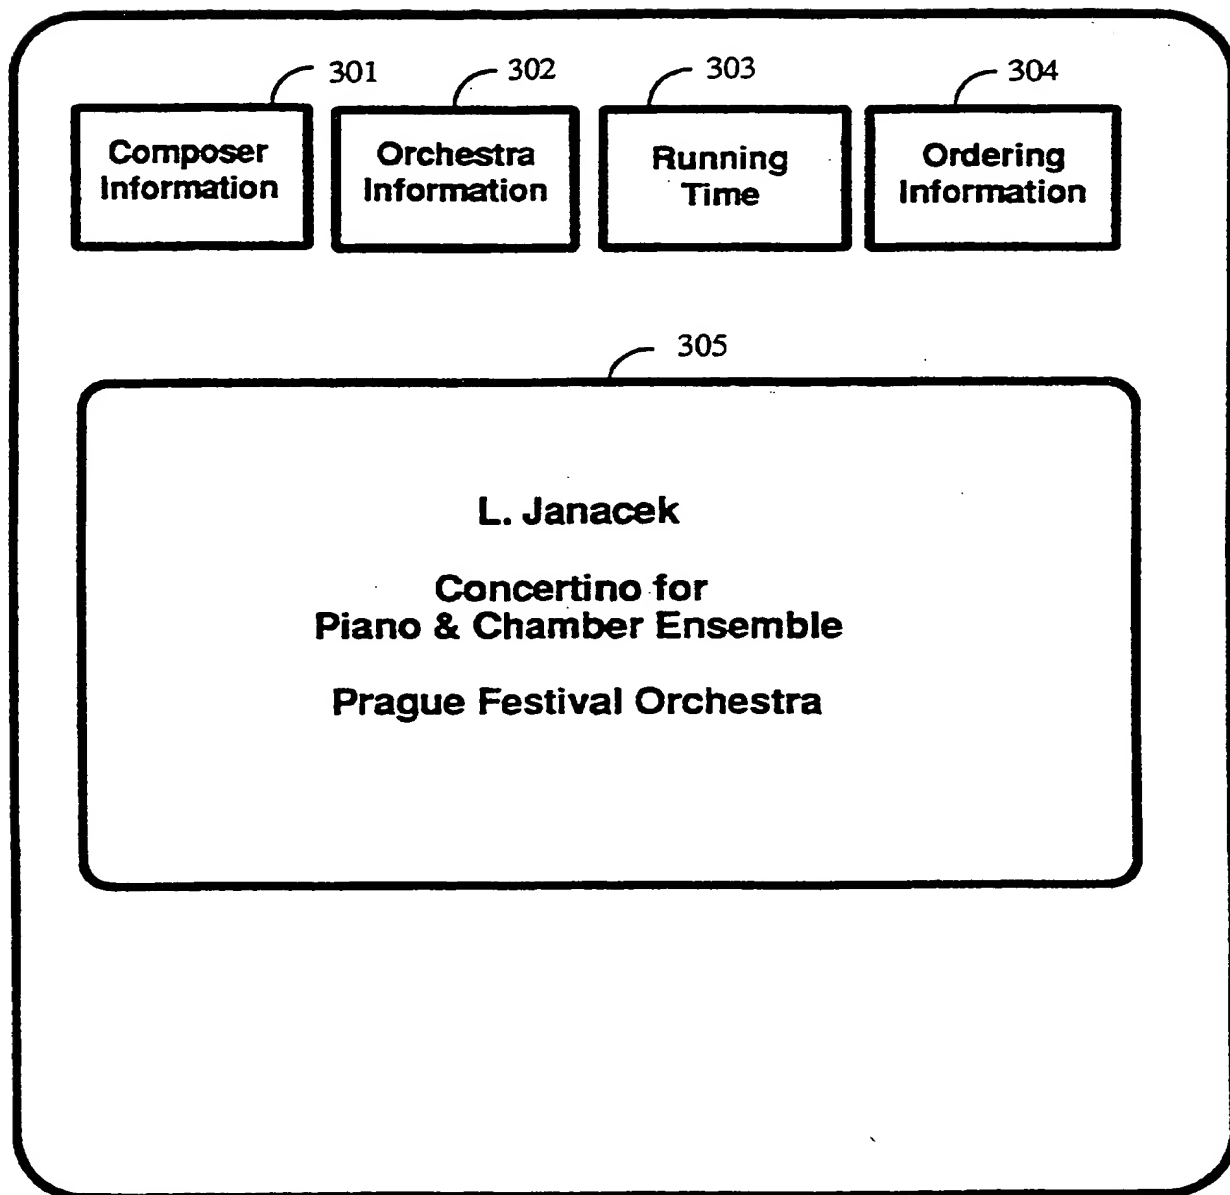 301 302 303 304
Composer Information
Orchestra Information
Running Time
Ordering Information
305
L. Janacek
Concertino for
Piano & Chamber Ensemble
Prague Festival Orchestra